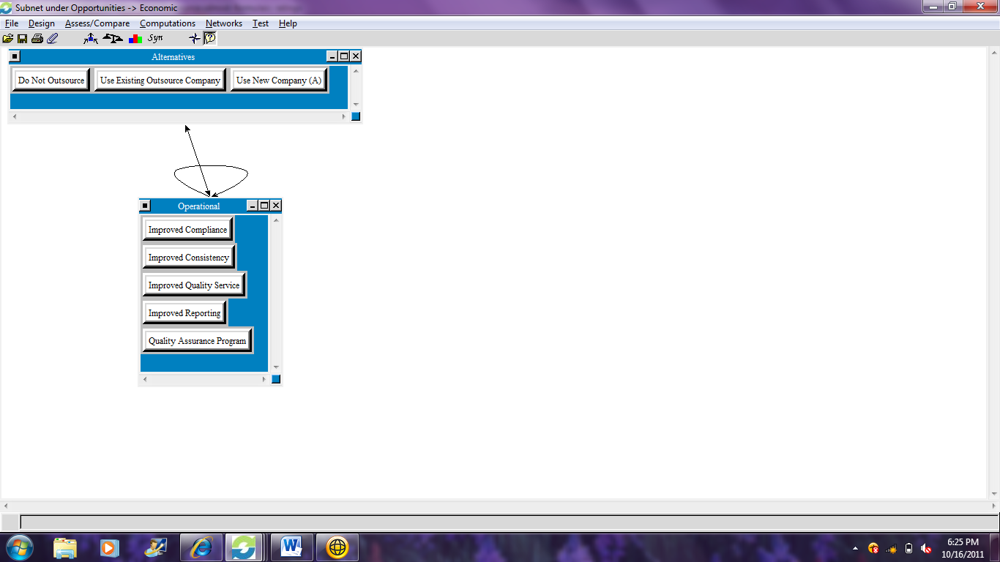 Subnet under Opportunities -> Economic
File Design Assess/Compare Computations Networks Test Help
Syn
Alternatives
Do Not Outsource Use Existing Outsource Company Use New Company (A)
Operational
Improved Compliance
Improved Consistency
Improved Quality Service
Improved Reporting
Quality Assurance Program
6:25 PM
10/16/2011